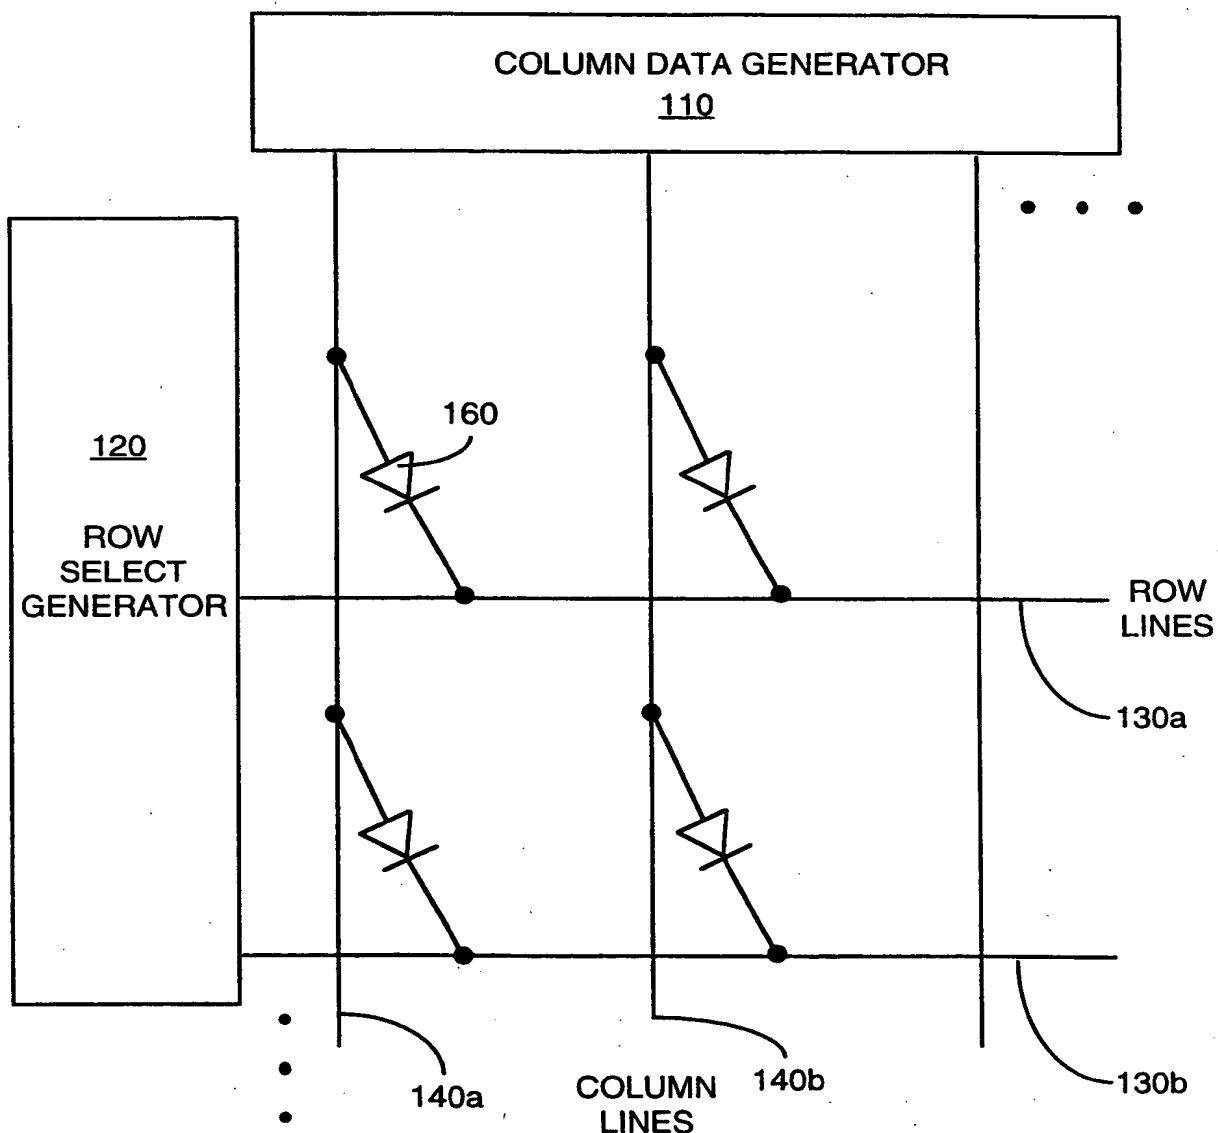 COLUMN DATA GENERATOR
110
160
120
ROW
SELECT
GENERATOR
ROW
LINES
130a
140a
COLUMN
LINES
140b
130b